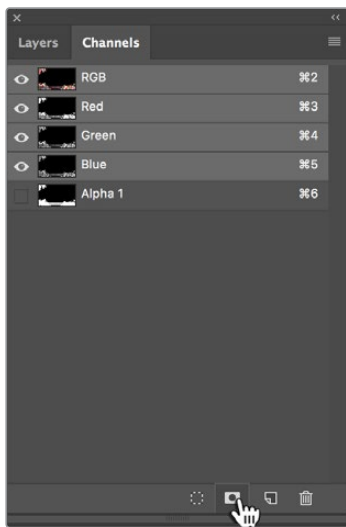 Layers Channels
RGB ⌘2
Red ⌘3
Green ⌘4
Blue ⌘5
Alpha 1 ⌘6